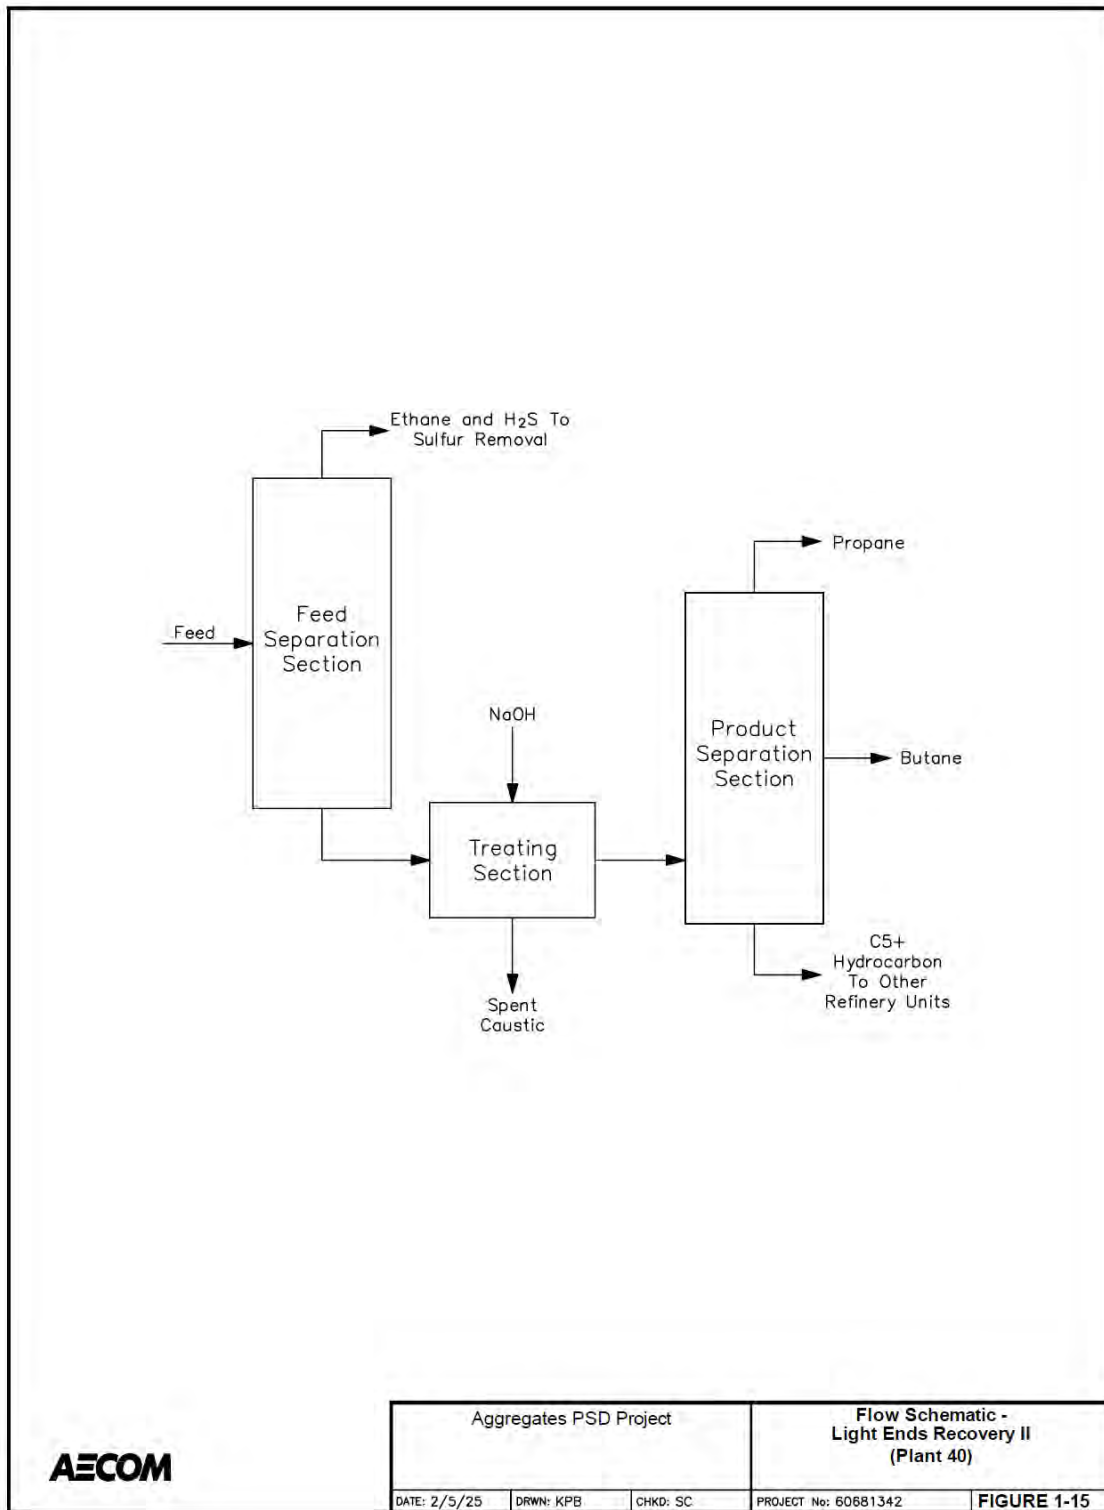 Ethane and H₂S To
Sulfur Removal
Propane
Feed
Feed
Separation
Section
NaOH
Product
Separation
Section
Butane
Treating
Section
C5+
Hydrocarbon
To Other
Refinery Units
Spent
Caustic
Aggregates PSD Project
Flow Schematic -
Light Ends Recovery II
(Plant 40)
AECOM
DATE: 2/5/25 DRWN: KPB CHKD: SC PROJECT No: 60681342 FIGURE 1-15